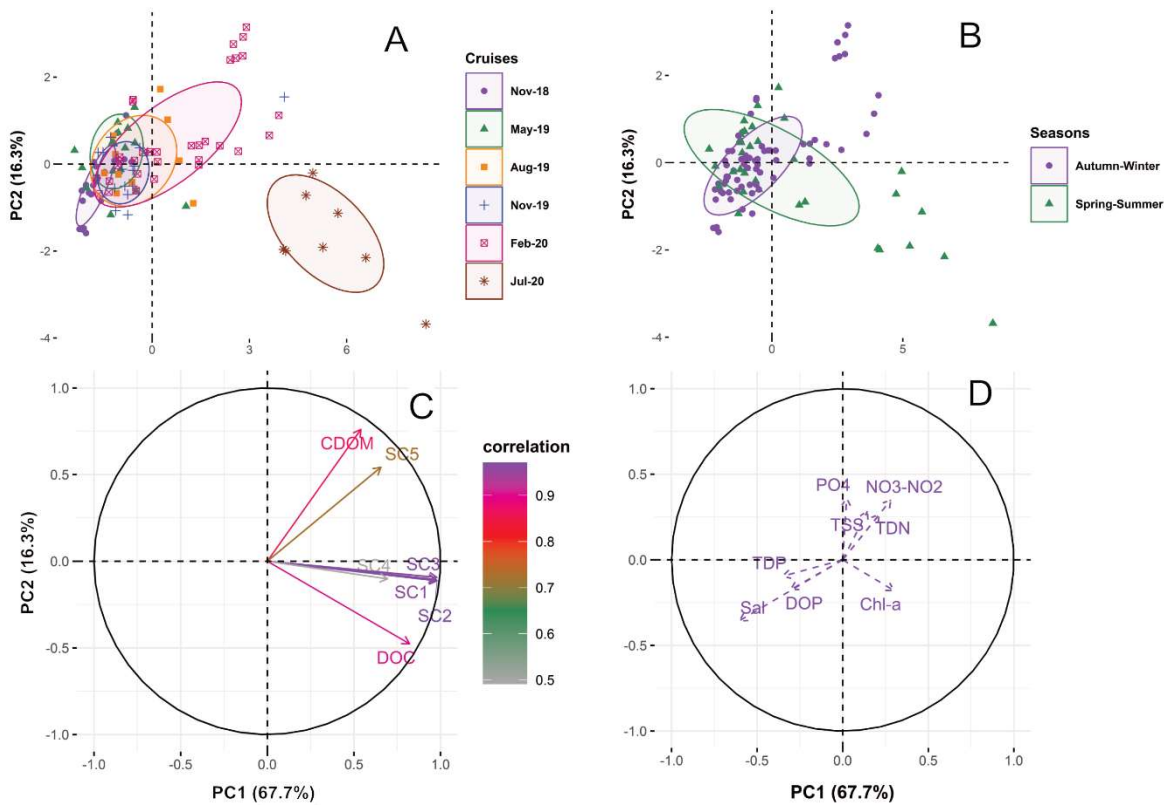 A
PC2 (16.3%)
2
0
-2
-4
0
3
6
Cruises
Nov-18
May-19
Aug-19
Nov-19
Feb-20
Jul-20
B
PC2 (16.3%)
2
0
-2
-4
0
5
Seasons
Autumn-Winter
Spring-Summer
C
PC2 (16.3%)
1.0
0.5
0.0
-0.5
-1.0
CDOM
SC5
SC4
SC3
SC1
SC2
DOC
-1.0
-0.5
0.0
0.5
1.0
PC1 (67.7%)
correlation
0.9
0.8
0.7
0.6
0.5
D
1.0
0.5
0.0
-0.5
-1.0
PO4
NO3-NO2
TSS
TDN
TDP
DOP
Chl-a
Sal
-1.0
-0.5
0.0
0.5
1.0
PC1 (67.7%)